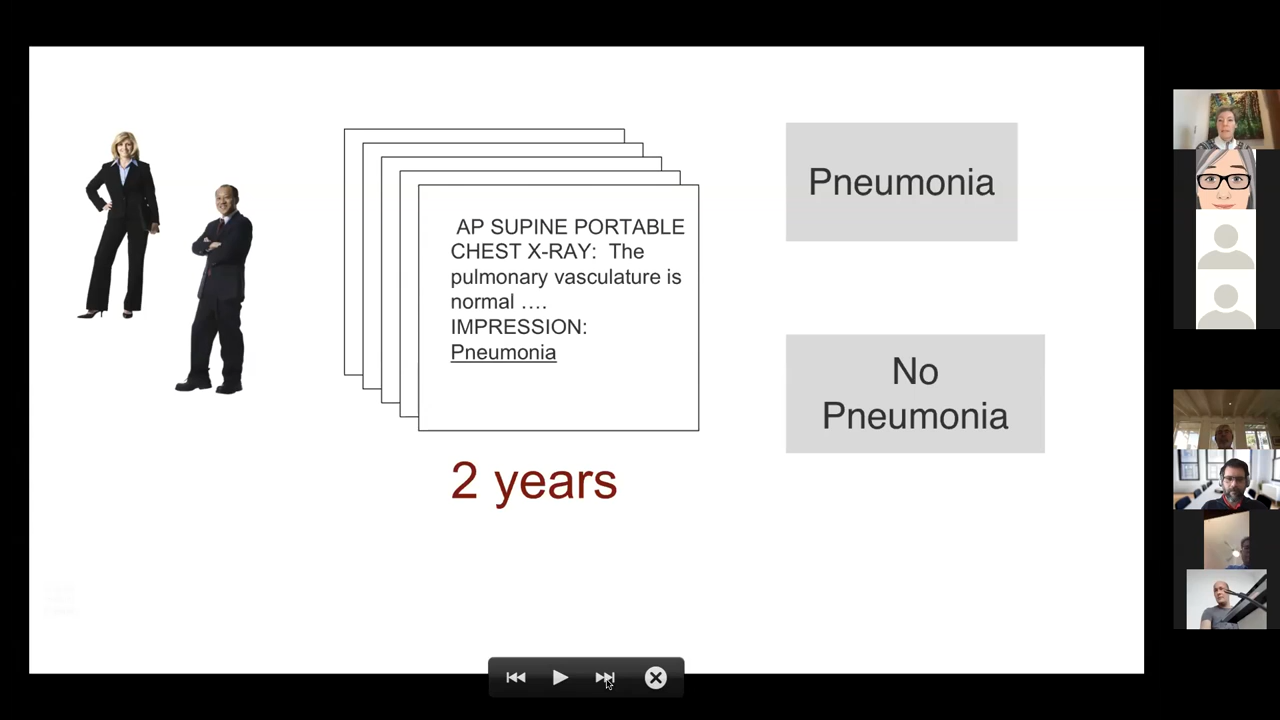 AP SUPINE PORTABLE
CHEST X-RAY: The
pulmonary vasculature is
normal ....
IMPRESSION:
Pneumonia
2 years
Pneumonia
No
Pneumonia